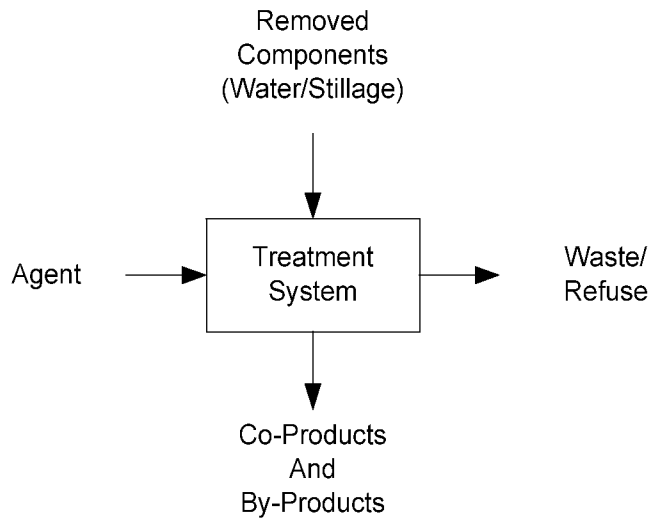 Removed
Components
(Water/Stillage)
Agent
Treatment
System
Waste/
Refuse
Co-Products
And
By-Products